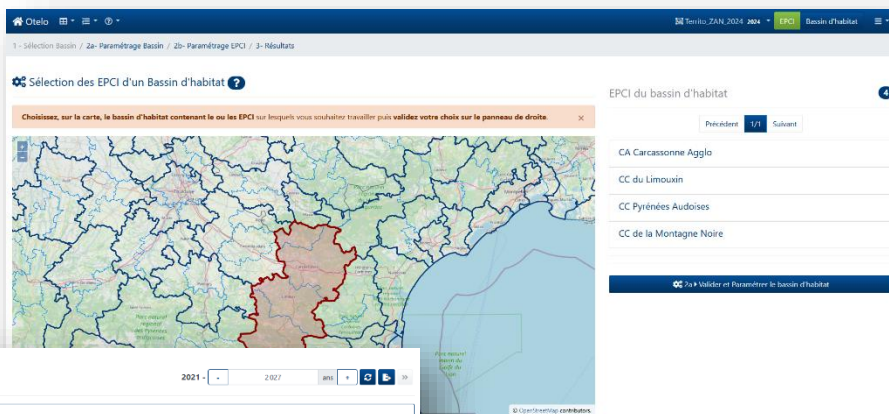 Otelo
Territo_ZAN_2024 2024 EPCI Bassin d'habitat
1 - Sélection Bassin / 2a- Paramétrage Bassin / 2b- Paramétrage EPCI / 3- Résultats
Sélection des EPCI d'un Bassin d'habitat ?
EPCI du bassin d'habitat 4
Choisissez, sur la carte, le bassin d'habitat contenant le ou les EPCI sur lesquels vous souhaitez travailler puis validez votre choix sur le panneau de droite. ×
Précédent 1/1 Suivant
CA Carcassonne Agglo
CC du Limouxin
CC Pyrénées Audoises
CC de la Montagne Noire
2a Valider et Paramétrer le bassin d'habitat
2021 - - 2027 ans + »
© OpenStreetMap contributors.